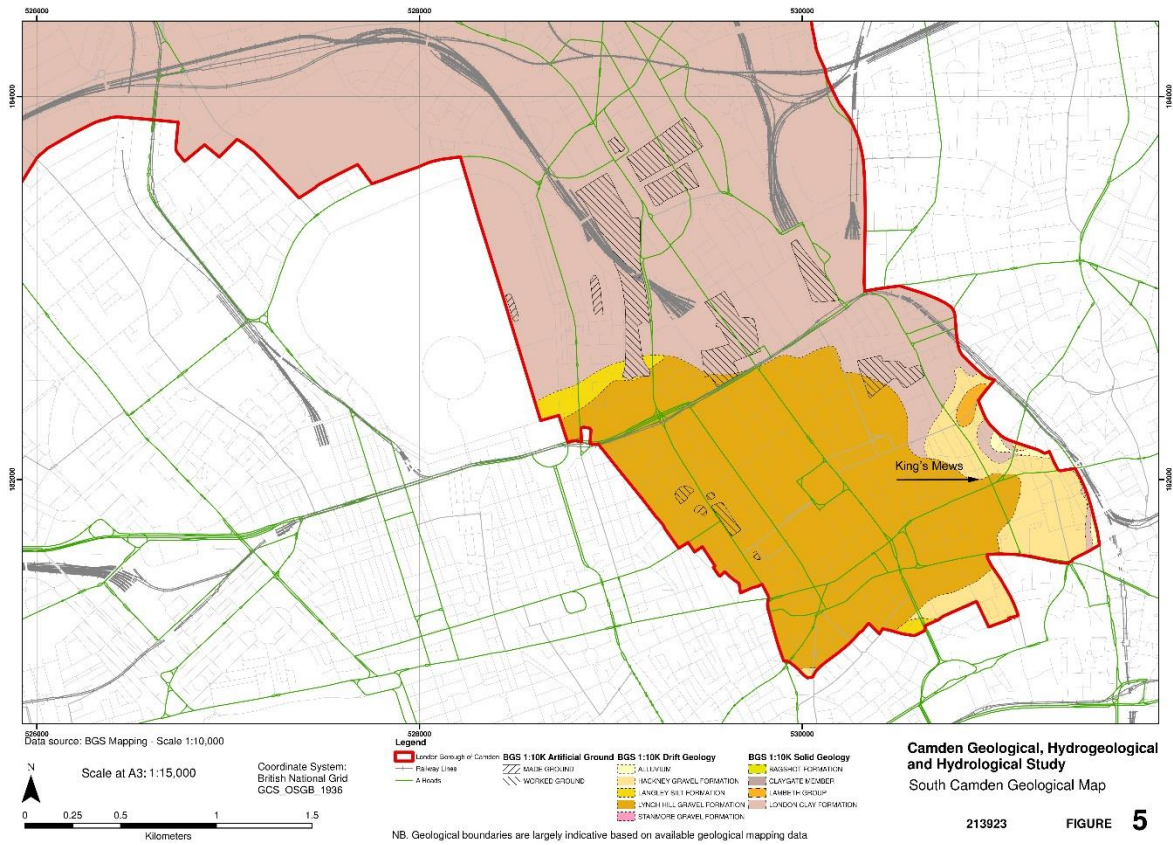 526000 528000 530000
184000 184000
King's Mews
182000 182000
526000 528000 530000
Data source: BGS Mapping - Scale 1:10,000
N
Scale at A3: 1:15,000
Coordinate System:
British National Grid
GCS_OSGB_1936
0 0.25 0.5 1 1.5
Kilometers
Legend
London Borough of Camden
Railway Lines
A Roads
BGS 1:10K Artificial Ground
MADE GROUND
WORKED GROUND
BGS 1:10K Drift Geology
ALLUVIUM
HACKNEY GRAVEL FORMATION
LANGLEY SILT FORMATION
LYNCH HILL GRAVEL FORMATION
STANMORE GRAVEL FORMATION
BGS 1:10K Solid Geology
BAGSHOT FORMATION
CLAYGATE MEMBER
LAMBETH GROUP
LONDON CLAY FORMATION
NB. Geological boundaries are largely indicative based on available geological mapping data
Camden Geological, Hydrogeological
and Hydrological Study
South Camden Geological Map
213923 FIGURE 5